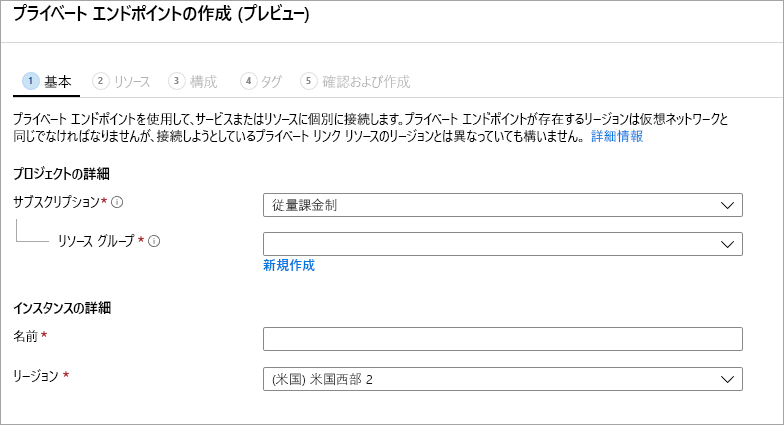 プライベート エンドポイントの作成 (プレビュー)
1 基本 2 リソース 3 構成 4 タグ 5 確認および作成
プライベート エンドポイントを使用して、サービスまたはリソースに個別に接続します。プライベート エンドポイントが存在するリージョンは仮想ネットワークと
同じでなければなりませんが、接続しようとしているプライベート リンク リソースのリージョンとは異なっていても構いません。 詳細情報
プロジェクトの詳細
サブスクリプション* 従量課金制
リソース グループ *
新規作成
インスタンスの詳細
名前 *
リージョン * (米国) 米国西部 2